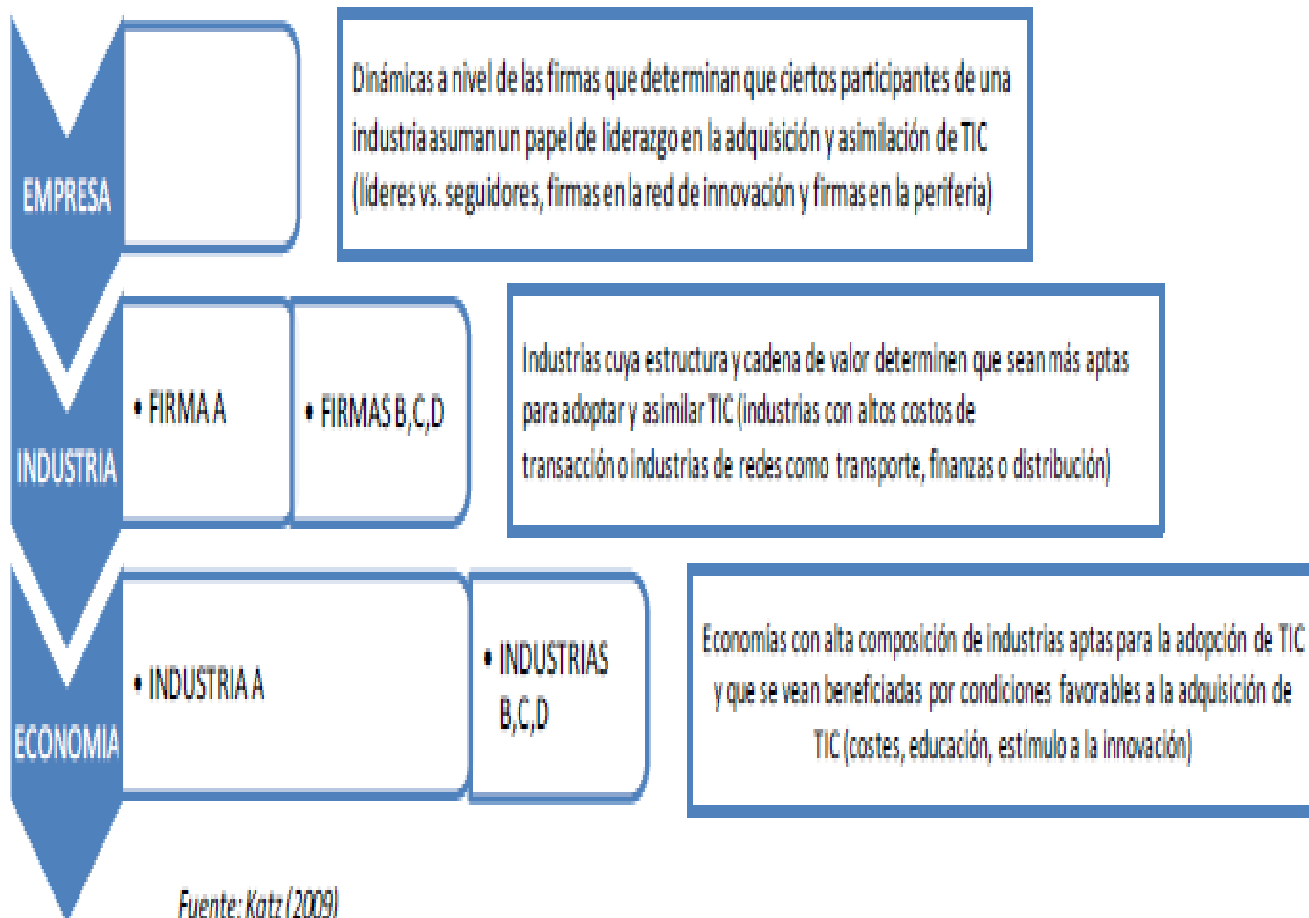 EMPRESA
Dinámicas a nivel de las firmas que determinan que ciertos participantes de una
industria asuman un papel de liderazgo en la adquisición y asimilación de TIC
(líderes vs. seguidores, firmas en la red de innovación y firmas en la periferia)
INDUSTRIA
• FIRMA A
• FIRMAS B,C,D
Industrias cuya estructura y cadena de valor determinen que sean más aptas
para adoptar y asimilar TIC (industrias con altos costos de
transacción o industrias de redes como transporte, finanzas o distribución)
ECONOMIA
• INDUSTRIA A
• INDUSTRIAS
B,C,D
Economías con alta composición de industrias aptas para la adopción de TIC
y que se vean beneficiadas por condiciones favorables a la adquisición de
TIC (costes, educación, estímulo a la innovación)
Fuente: Katz (2009)